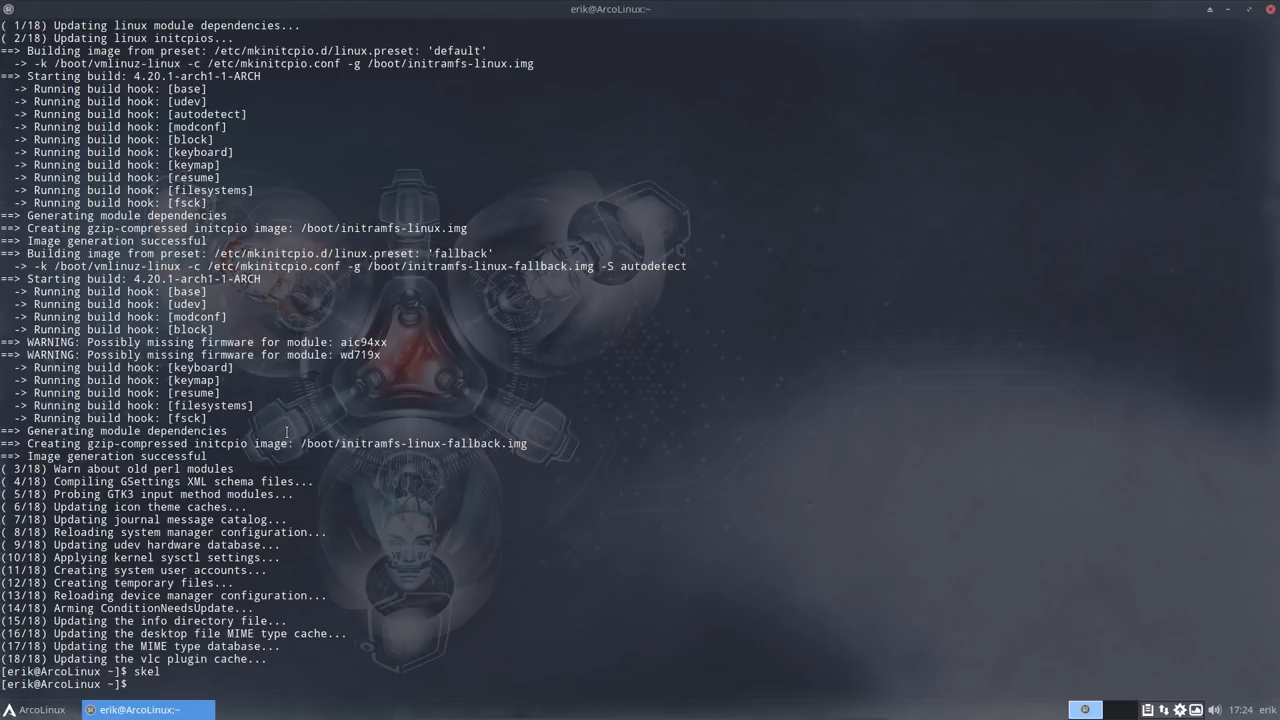 erik@ArcoLinux:~
( 1/18) Updating linux module dependencies...
( 2/18) Updating linux initcpios...
==> Building image from preset: /etc/mkinitcpio.d/linux.preset: 'default'
  -> -k /boot/vmlinuz-linux -c /etc/mkinitcpio.conf -g /boot/initramfs-linux.img
==> Starting build: 4.20.1-arch1-1-ARCH
  -> Running build hook: [base]
  -> Running build hook: [udev]
  -> Running build hook: [autodetect]
  -> Running build hook: [modconf]
  -> Running build hook: [block]
  -> Running build hook: [keyboard]
  -> Running build hook: [keymap]
  -> Running build hook: [resume]
  -> Running build hook: [filesystems]
  -> Running build hook: [fsck]
==> Generating module dependencies
==> Creating gzip-compressed initcpio image: /boot/initramfs-linux.img
==> Image generation successful
==> Building image from preset: /etc/mkinitcpio.d/linux.preset: 'fallback'
  -> -k /boot/vmlinuz-linux -c /etc/mkinitcpio.conf -g /boot/initramfs-linux-fallback.img -S autodetect
==> Starting build: 4.20.1-arch1-1-ARCH
  -> Running build hook: [base]
  -> Running build hook: [udev]
  -> Running build hook: [modconf]
  -> Running build hook: [block]
==> WARNING: Possibly missing firmware for module: aic94xx
==> WARNING: Possibly missing firmware for module: wd719x
  -> Running build hook: [keyboard]
  -> Running build hook: [keymap]
  -> Running build hook: [resume]
  -> Running build hook: [filesystems]
  -> Running build hook: [fsck]
==> Generating module dependencies
==> Creating gzip-compressed initcpio image: /boot/initramfs-linux-fallback.img
==> Image generation successful
( 3/18) Warn about old perl modules
( 4/18) Compiling GSettings XML schema files...
( 5/18) Probing GTK3 input method modules...
( 6/18) Updating icon theme caches...
( 7/18) Updating journal message catalog...
( 8/18) Reloading system manager configuration...
( 9/18) Updating udev hardware database...
(10/18) Applying kernel sysctl settings...
(11/18) Creating system user accounts...
(12/18) Creating temporary files...
(13/18) Reloading device manager configuration...
(14/18) Arming ConditionNeedsUpdate...
(15/18) Updating the info directory file...
(16/18) Updating the desktop file MIME type cache...
(17/18) Updating the MIME type database...
(18/18) Updating the vlc plugin cache...
[erik@ArcoLinux ~]$ skel
[erik@ArcoLinux ~]$
ArcoLinux
erik@ArcoLinux:~
17:24
erik